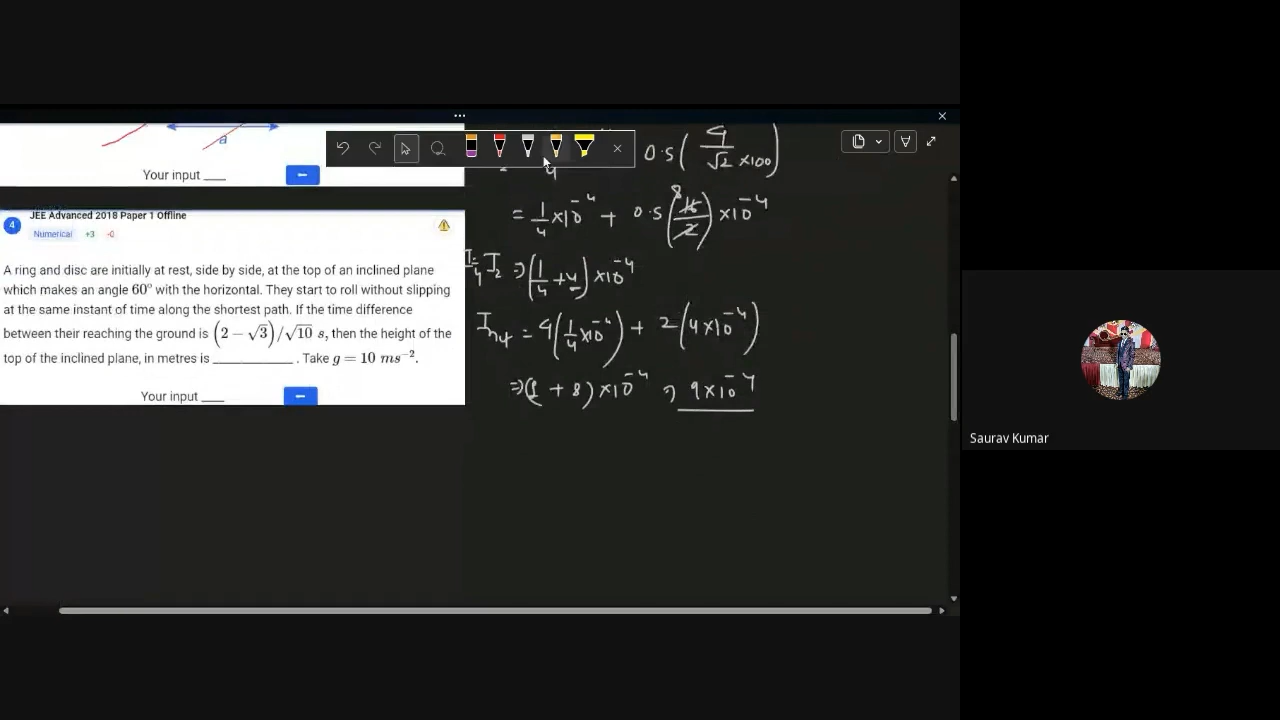 a
Your input ____
4
JEE Advanced 2018 Paper 1 Offline
Numerical +3 -0
A ring and disc are initially at rest, side by side, at the top of an inclined plane
which makes an angle 60° with the horizontal. They start to roll without slipping
at the same instant of time along the shortest path. If the time difference
between their reaching the ground is (2 − √3)/√10 s, then the height of the
top of the inclined plane, in metres is ____________ . Take g = 10 ms⁻².
Your input ____
0.5( 4/(√2 ×100)
= 1/4 ×10⁻⁴ + 0.5(16/2) ×10⁻⁴
8
I₂ ⇒ (1/4 + 4) ×10⁻⁴
= 4(1/4 ×10⁻⁴) + 2(4×10⁻⁴)
⇒ (1 + 8) ×10⁻⁴ ⇒ 9×10⁻⁴
Saurav Kumar